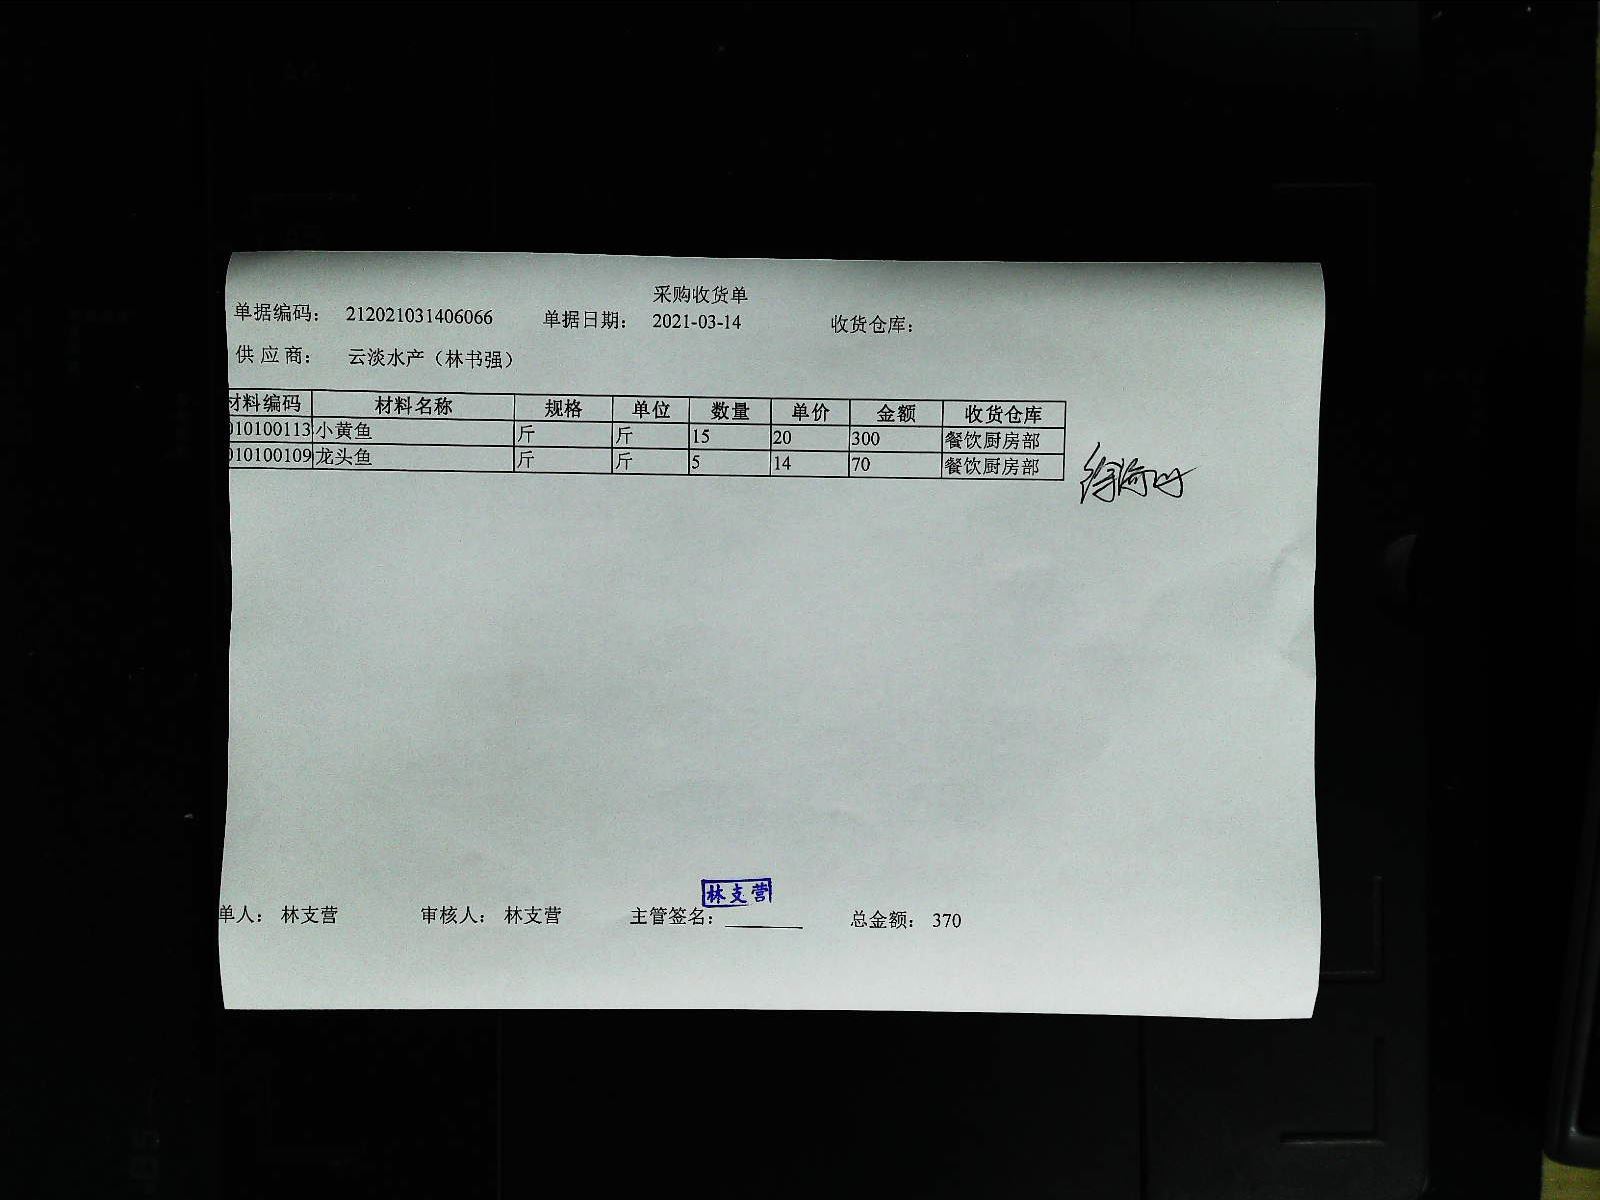 采购收货单
单据编码： 212021031406066 单据日期： 2021-03-14 收货仓库：
供应商： 云淡水产（林书强）
材料编码 材料名称 规格 单位 数量 单价 金额 收货仓库
010100113 小黄鱼 斤 斤 15 20 300 餐饮厨房部
010100109 龙头鱼 斤 斤 5 14 70 餐饮厨房部
林支营
单人： 林支营 审核人： 林支营 主管签名： 总金额： 370